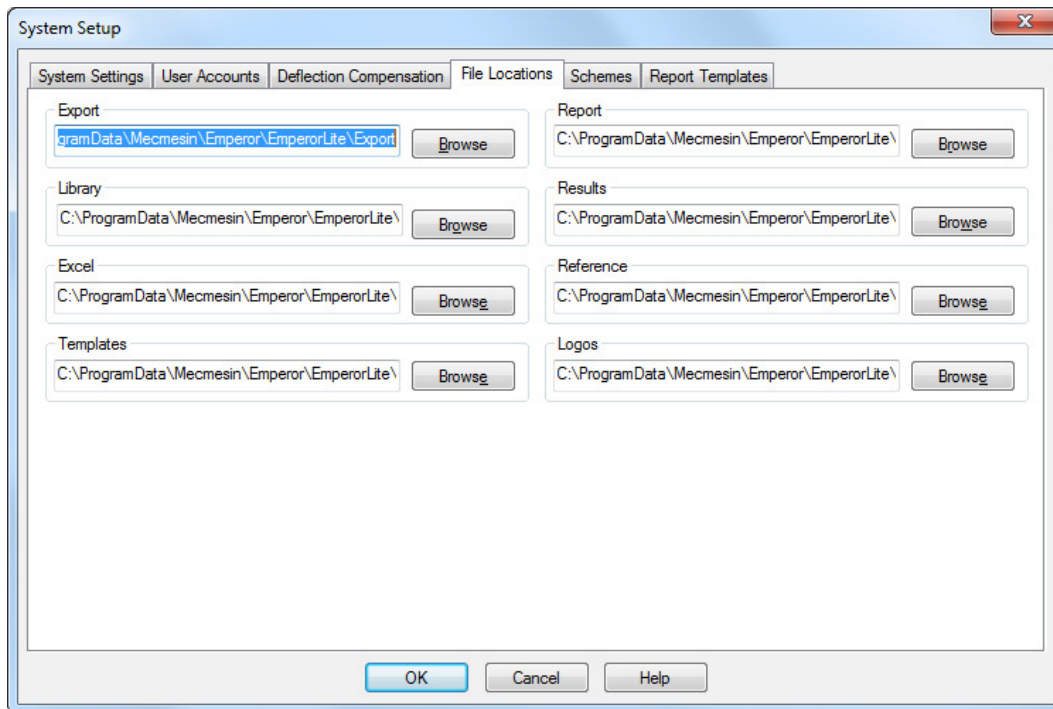 System Setup
System Settings User Accounts Deflection Compensation File Locations Schemes Report Templates
Export
gramData\Mecmesin\Emperor\EmperorLite\Export
Browse
Report
C:\ProgramData\Mecmesin\Emperor\EmperorLite\
Browse
Library
C:\ProgramData\Mecmesin\Emperor\EmperorLite\
Browse
Results
C:\ProgramData\Mecmesin\Emperor\EmperorLite\
Browse
Excel
C:\ProgramData\Mecmesin\Emperor\EmperorLite\
Browse
Reference
C:\ProgramData\Mecmesin\Emperor\EmperorLite\
Browse
Templates
C:\ProgramData\Mecmesin\Emperor\EmperorLite\
Browse
Logos
C:\ProgramData\Mecmesin\Emperor\EmperorLite\
Browse
OK Cancel Help